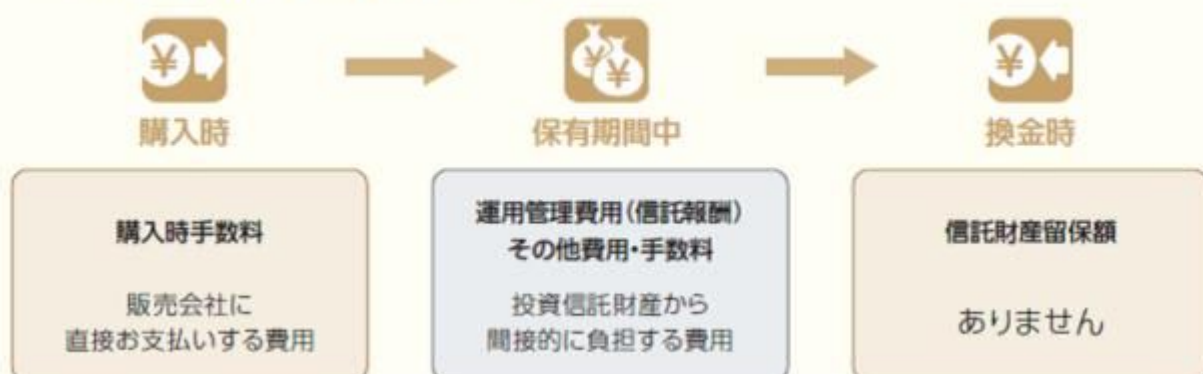 購入時
保有期間中
換金時
購入時手数料
販売会社に
直接お支払いする費用
運用管理費用(信託報酬)
その他費用・手数料
投資信託財産から
間接的に負担する費用
信託財産留保額
ありません